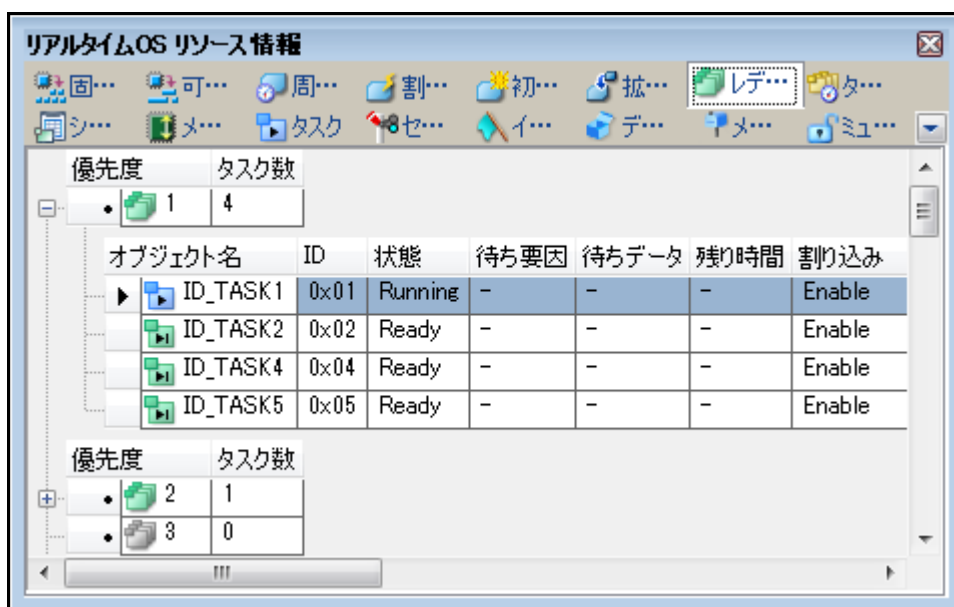 リアルタイムOS リソース情報
固… 可… 周… 割… 初… 拡… レデ… タ…
シ… メ… タスク セ… イ… デ… メ… ミュ…
優先度 タスク数
1 4
オブジェクト名 ID 状態 待ち要因 待ちデータ 残り時間 割り込み
ID_TASK1 0x01 Running - - - Enable
ID_TASK2 0x02 Ready - - - Enable
ID_TASK4 0x04 Ready - - - Enable
ID_TASK5 0x05 Ready - - - Enable
優先度 タスク数
2 1
3 0